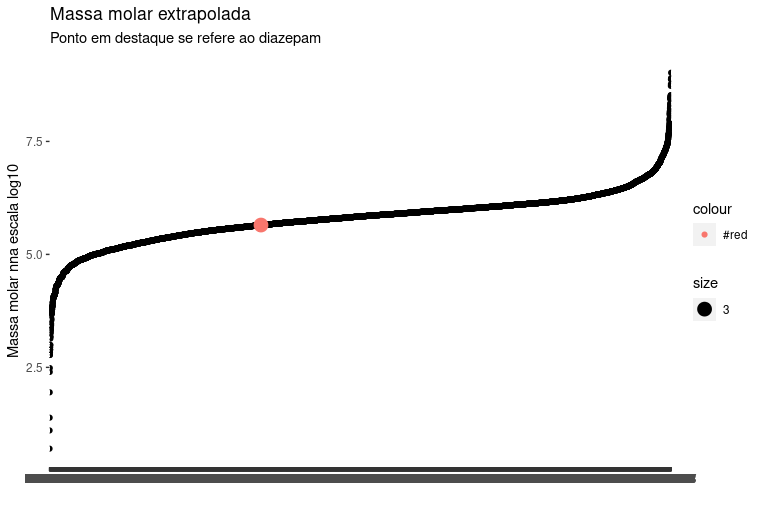 Massa molar extrapolada
Ponto em destaque se refere ao diazepam
Massa molar nna escala log10
7.5
5.0
2.5
colour
#red
size
3